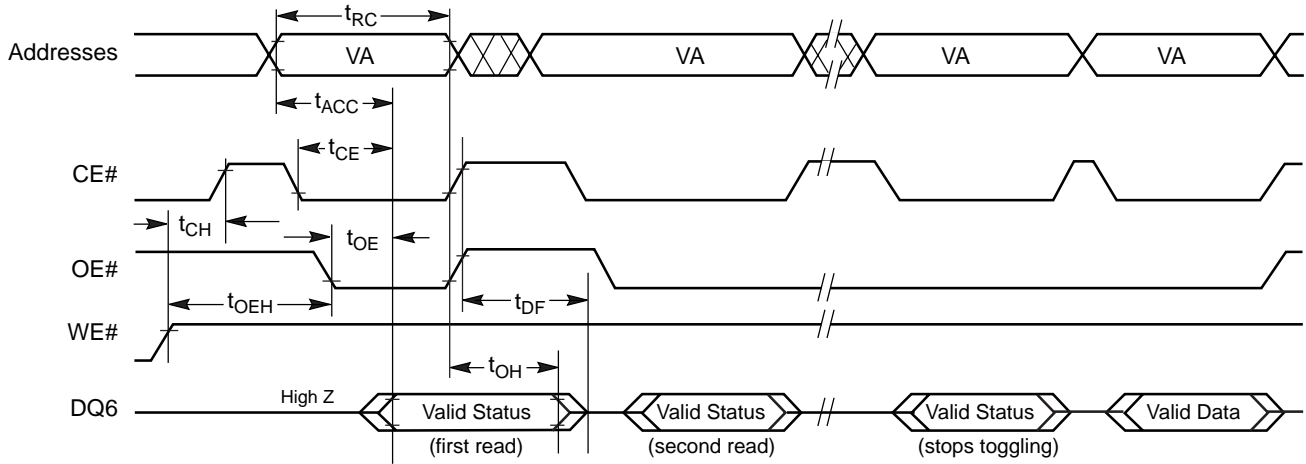 tRC
Addresses VA VA VA VA
tACC
tCE
CE#
tCH tOE
OE#
tOEH tDF
WE#
tOH
DQ6 High Z Valid Status Valid Status Valid Status Valid Data
(first read) (second read) (stops toggling)